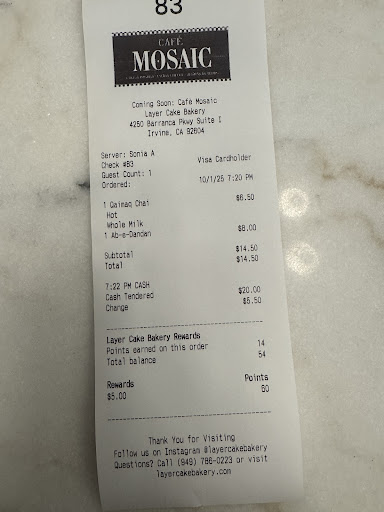 83
CAFÉ
MOSAIC
Coming Soon: Café Mosaic
Layer Cake Bakery
4250 Barranca Pkwy Suite I
Irvine, CA 92604
Server: Sonia A
Check #83 Visa Cardholder
Guest Count: 1
Ordered: 10/1/25 7:20 PM
1 Qaimaq Chai $6.50
Hot
Whole Milk
1 Ab-e-Dandan $8.00
Subtotal $14.50
Total $14.50
7:22 PM CASH
Cash Tendered $20.00
Change $5.50
Layer Cake Bakery Rewards
Points earned on this order 14
Total balance 54
Rewards Points
$5.00 60
Thank You for Visiting
Follow us on Instagram @layercakebakery
Questions? Call (949) 786-0223 or visit
layercakebakery.com